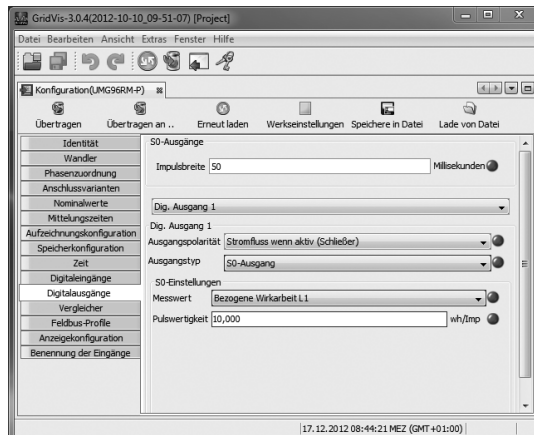 GridVis-3.0.4(2012-10-10_09-51-07) [Project]
Datei Bearbeiten Ansicht Extras Fenster Hilfe
Konfiguration(UMG96RM-P)
Übertragen Übertragen an .. Erneut laden Werkseinstellungen Speichere in Datei Lade von Datei
Identität
Wandler
Phasenzuordnung
Anschlussvarianten
Nominalwerte
Mittelungszeiten
Aufzeichnungskonfiguration
Speicherkonfiguration
Zeit
Digitaleingänge
Digitalausgänge
Vergleicher
Feldbus-Profile
Anzeigekonfiguration
Benennung der Eingänge
S0-Ausgänge
Impulsbreite 50 Millisekunden
Dig. Ausgang 1
Dig. Ausgang 1
Ausgangspolarität Stromfluss wenn aktiv (Schließer)
Ausgangstyp S0-Ausgang
S0-Einstellungen
Messwert Bezogene Wirkarbeit L1
Pulswertigkeit 10,000 wh/Imp
17.12.2012 08:44:21 MEZ (GMT+01:00)